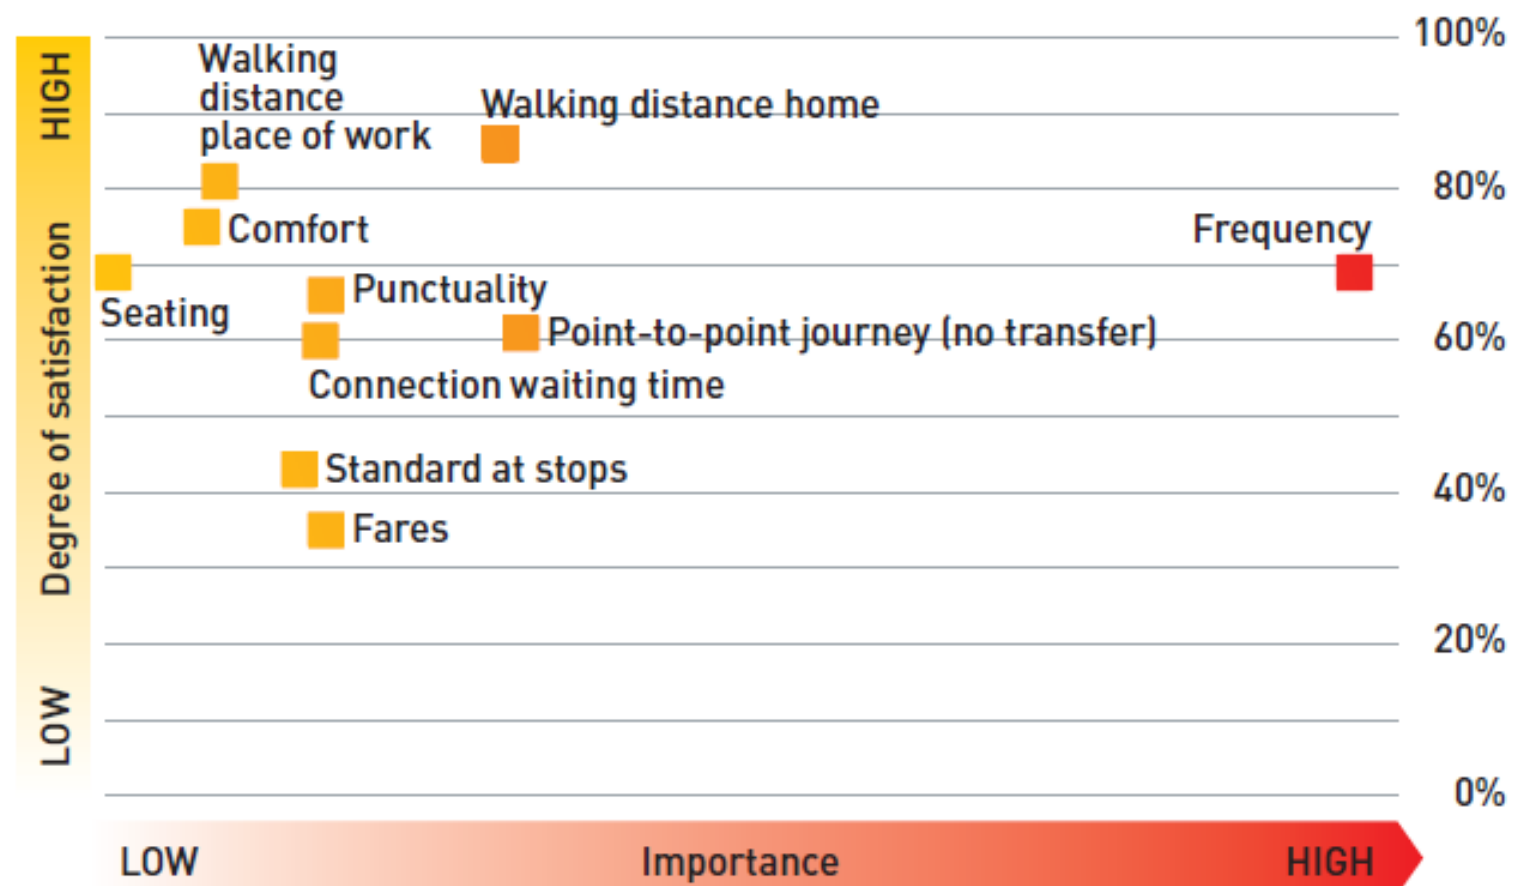 100%
HIGH
Walking
distance
place of work
Walking distance home
80%
Comfort
Frequency
Seating
Punctuality
Point-to-point journey (no transfer)
60%
Connection waiting time
Degree of satisfaction
Standard at stops
40%
Fares
20%
LOW
0%
LOW
Importance
HIGH